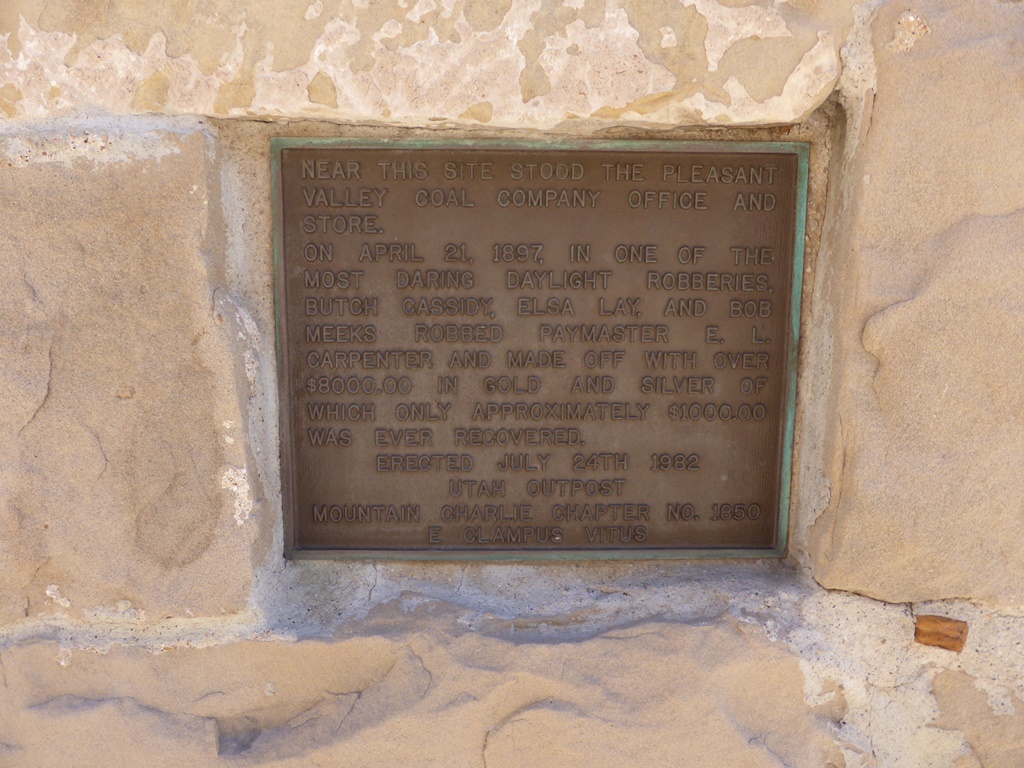 NEAR THIS SITE STOOD THE PLEASANT
VALLEY COAL COMPANY OFFICE AND
STORE.
ON APRIL 21, 1897, IN ONE OF THE
MOST DARING DAYLIGHT ROBBERIES,
BUTCH CASSIDY, ELSA LAY, AND BOB
MEEKS ROBBED PAYMASTER E. L.
CARPENTER AND MADE OFF WITH OVER
$8000.00 IN GOLD AND SILVER OF
WHICH ONLY APPROXIMATELY $1000.00
WAS EVER RECOVERED.
ERECTED JULY 24TH 1982
UTAH OUTPOST
MOUNTAIN CHARLIE CHAPTER NO. 1850
E CLAMPUS VITUS